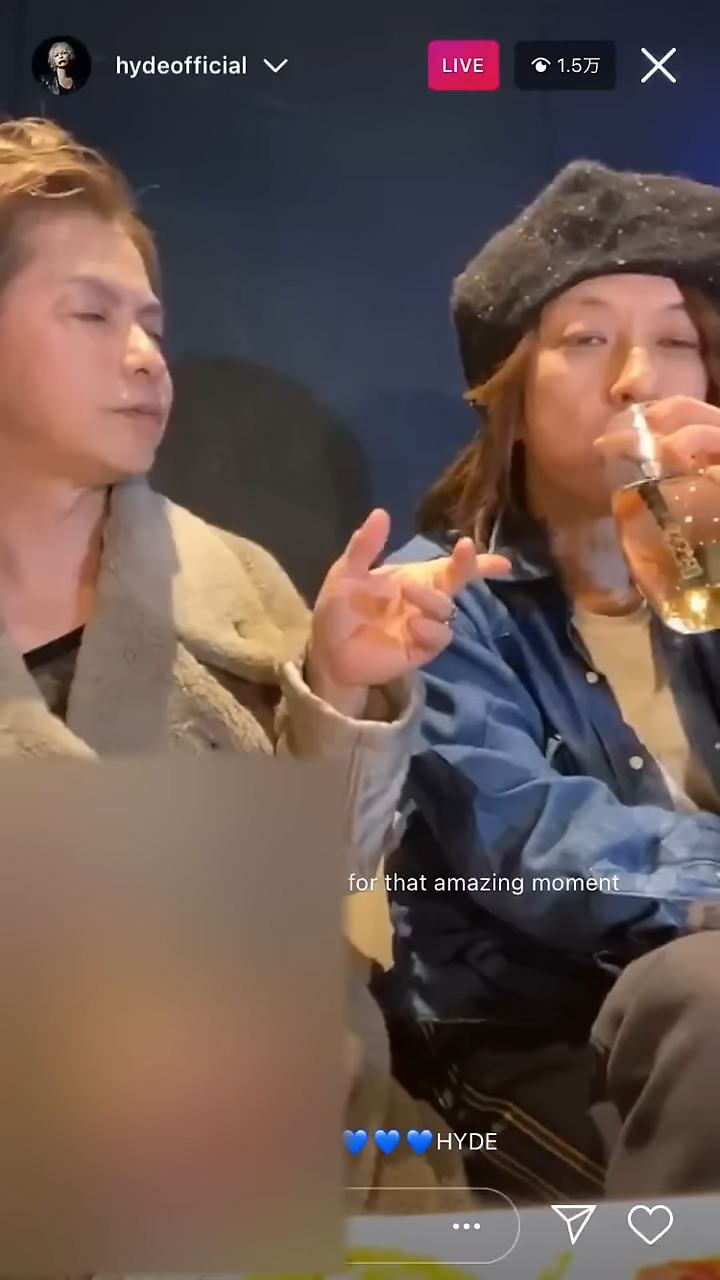 hydeofficial
LIVE
1.5万
for that amazing moment
💙💙💙HYDE